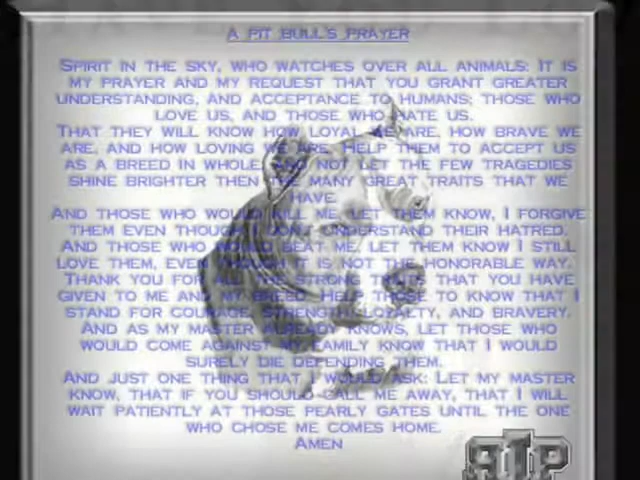 A PIT BULL'S PRAYER
SPIRIT IN THE SKY, WHO WATCHES OVER ALL ANIMALS: IT IS
MY PRAYER AND MY REQUEST THAT YOU GRANT GREATER
UNDERSTANDING, AND ACCEPTANCE TO HUMANS; THOSE WHO
LOVE US, AND THOSE WHO HATE US.
THAT THEY WILL KNOW HOW LOYAL WE ARE, HOW BRAVE WE
ARE, AND HOW LOVING WE ARE. HELP THEM TO ACCEPT US
AS A BREED IN WHOLE, AND NOT LET THE FEW TRAGEDIES
SHINE BRIGHTER THEN THE MANY GREAT TRAITS THAT WE
HAVE.
AND THOSE WHO WOULD KILL ME, LET THEM KNOW, I FORGIVE
THEM EVEN THOUGH I DON'T UNDERSTAND THEIR HATRED.
AND THOSE WHO WOULD BEAT ME, LET THEM KNOW I STILL
LOVE THEM, EVEN THOUGH IT IS NOT THE HONORABLE WAY.
THANK YOU FOR ALL THE STRONG TRAITS THAT YOU HAVE
GIVEN TO ME AND MY BREED. HELP THOSE TO KNOW THAT I
STAND FOR COURAGE, STRENGTH, LOYALTY, AND BRAVERY.
AND AS MY MASTER ALREADY KNOWS, LET THOSE WHO
WOULD COME AGAINST MY FAMILY KNOW THAT I WOULD
SURELY DIE DEFENDING THEM.
AND JUST ONE THING THAT I WOULD ASK: LET MY MASTER
KNOW, THAT IF YOU SHOULD CALL ME AWAY, THAT I WILL
WAIT PATIENTLY AT THOSE PEARLY GATES UNTIL THE ONE
WHO CHOSE ME COMES HOME.
AMEN
RIP